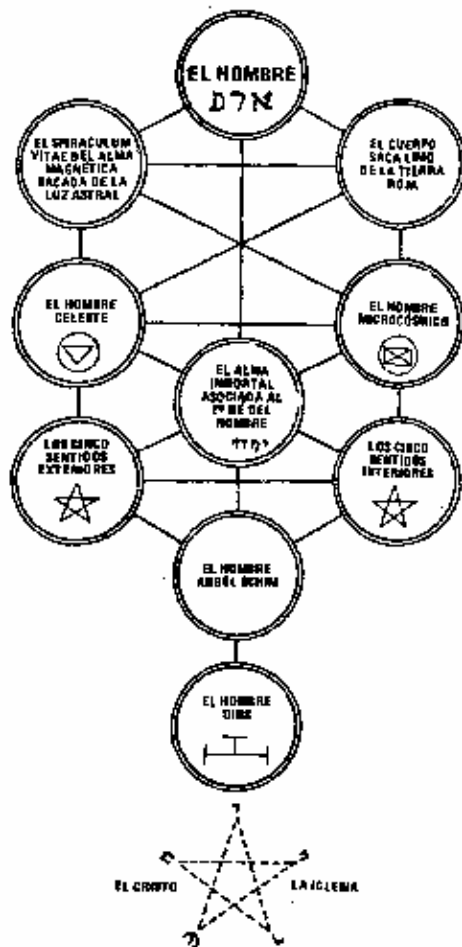 EL HOMBRE
אדם
EL SPIRACULUM
VITAE DEL ALMA
MAGNÉTICA
SACADA DE LA
LUZ ASTRAL
EL CUERPO
DE LA TIERRA
ROJA
EL HOMBRE
CELESTE
EL HOMBRE
MICROCÓSMICO
EL ALMA
INMORTAL
ASOCIADA AL
DEL
HOMBRE
LOS CINCO
SENTIDOS
EXTERIORES
LOS CINCO
SENTIDOS
INTERIORES
EL HOMBRE
EL HOMBRE
DIOS
EL CRISTO
LA IGLESIA